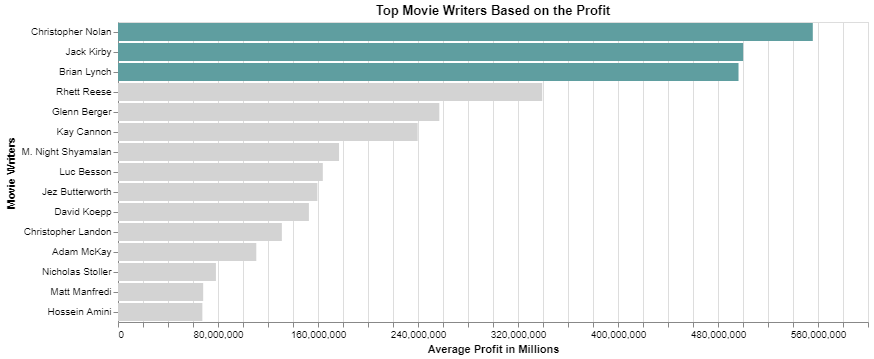 Top Movie Writers Based on the Profit
Movie Writers
Christopher Nolan
Jack Kirby
Brian Lynch
Rhett Reese
Glenn Berger
Kay Cannon
M. Night Shyamalan
Luc Besson
Jez Butterworth
David Koepp
Christopher Landon
Adam McKay
Nicholas Stoller
Matt Manfredi
Hossein Amini
0 80,000,000 160,000,000 240,000,000 320,000,000 400,000,000 480,000,000 560,000,000
Average Profit in Millions